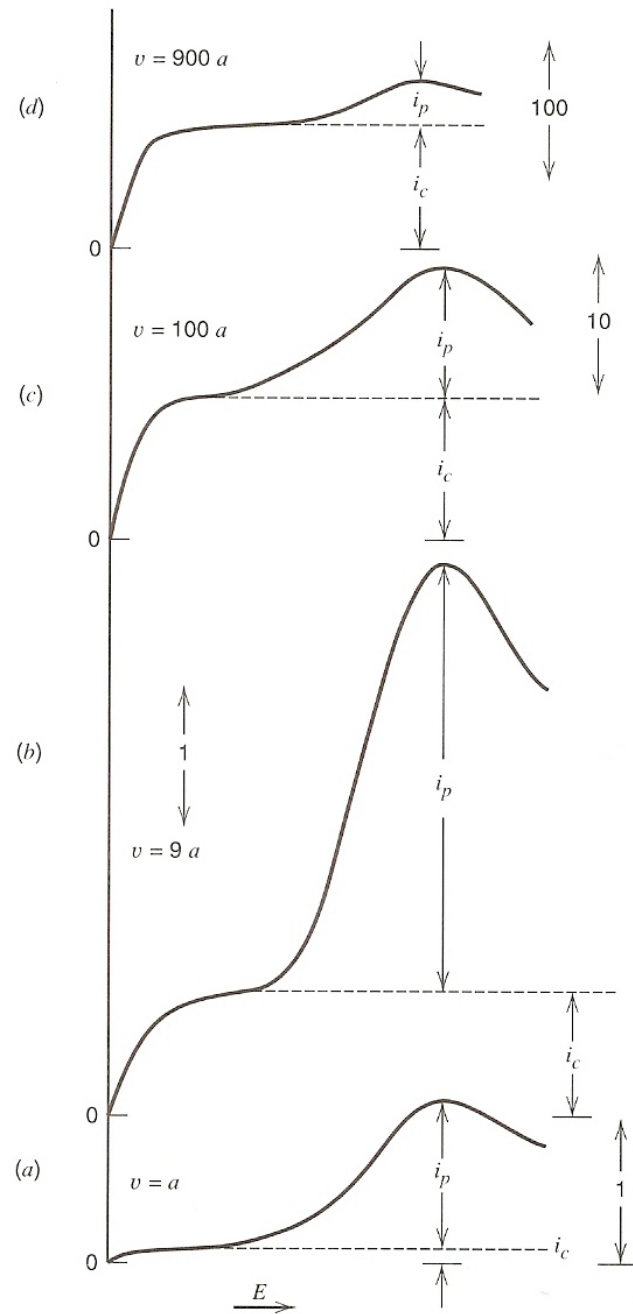 (d)
v = 900 a
i_p
100
i_c
0
(c)
v = 100 a
i_p
10
i_c
0
(b)
1
v = 9 a
i_p
i_c
0
(a)
v = a
i_p
1
i_c
0
E